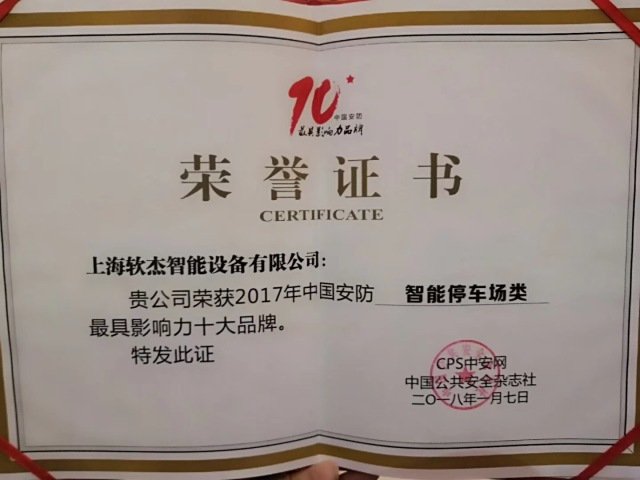 10
中国安防
最具影响力品牌
荣誉证书
CERTIFICATE
上海软杰智能设备有限公司：
贵公司荣获2017年中国安防 智能停车场类
最具影响力十大品牌。
特发此证
CPS中安网
中国公共安全杂志社
二〇一八年一月七日